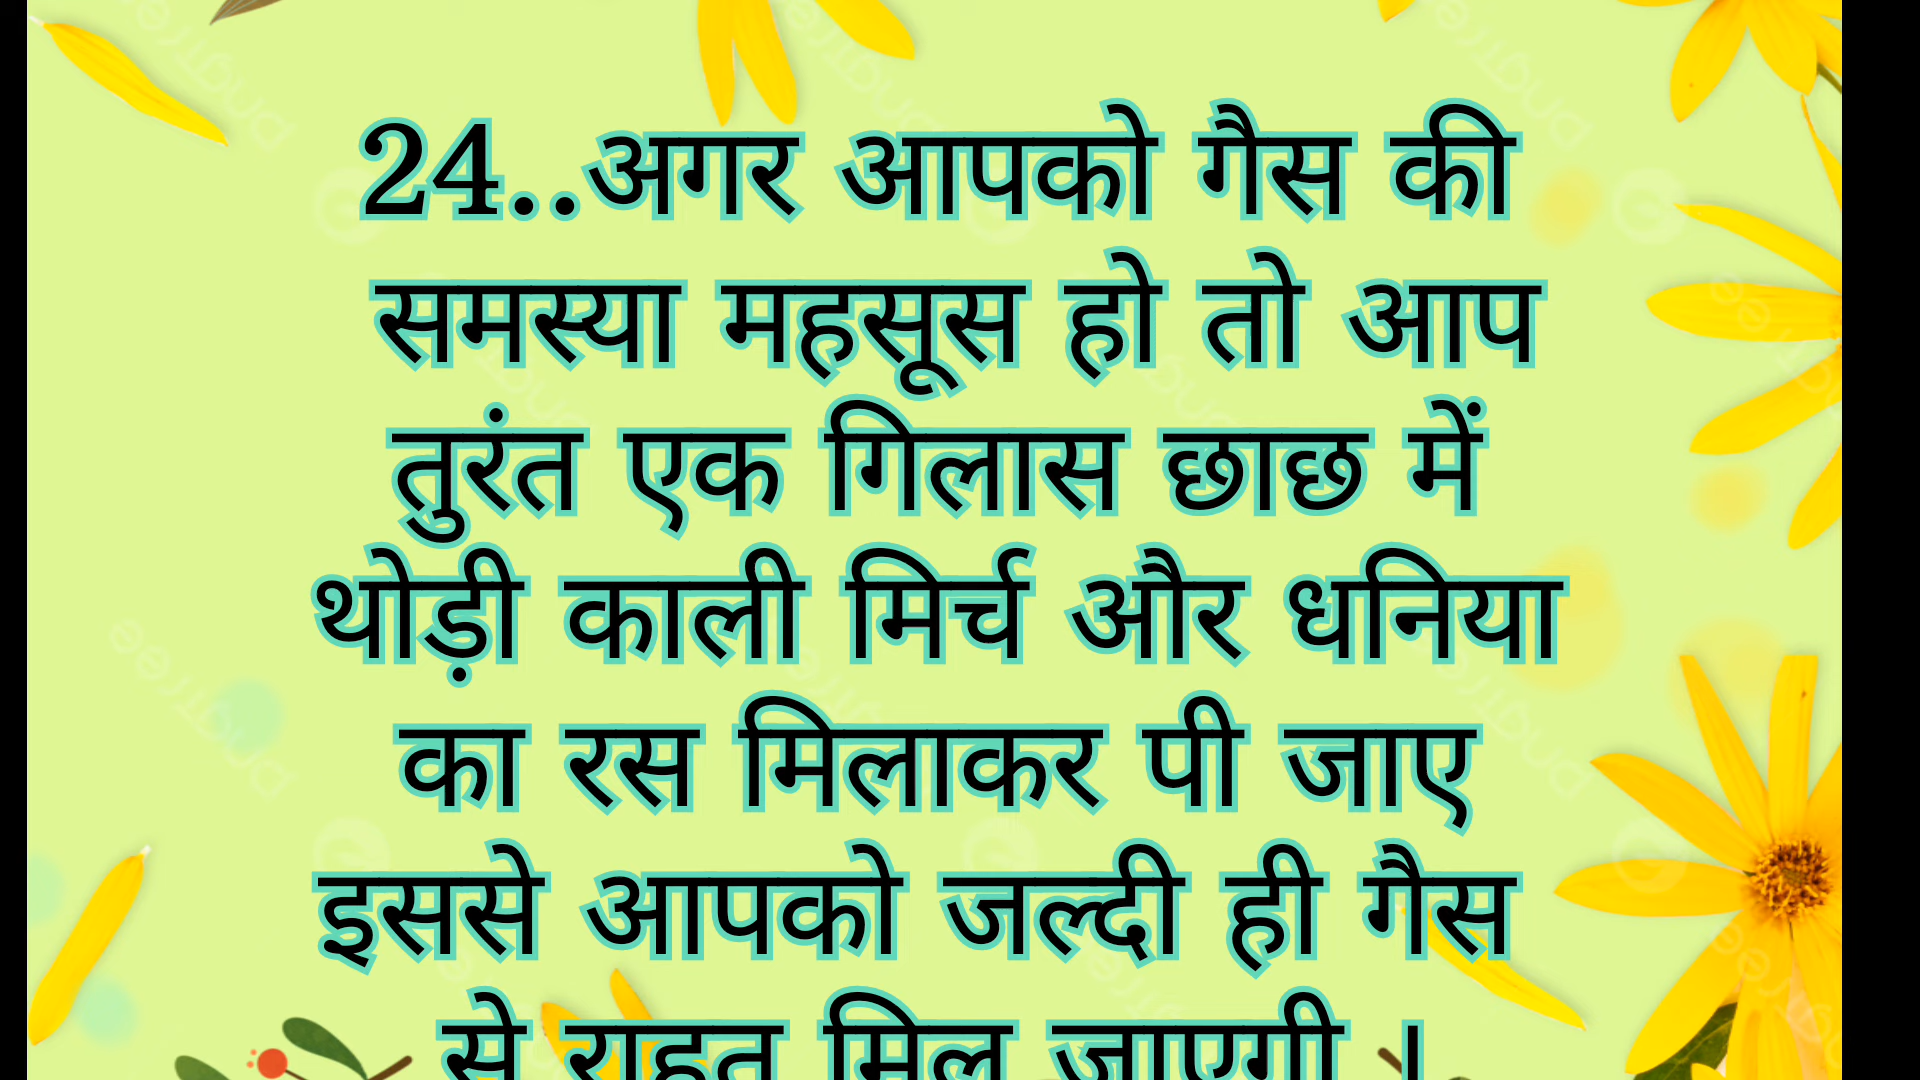 24..अगर आपको गैस की
समस्या महसूस हो तो आप
तुरंत एक गिलास छाछ में
थोड़ी काली मिर्च और धनिया
का रस मिलाकर पी जाए
इससे आपको जल्दी ही गैस
से राहत मिल जाएगी ।